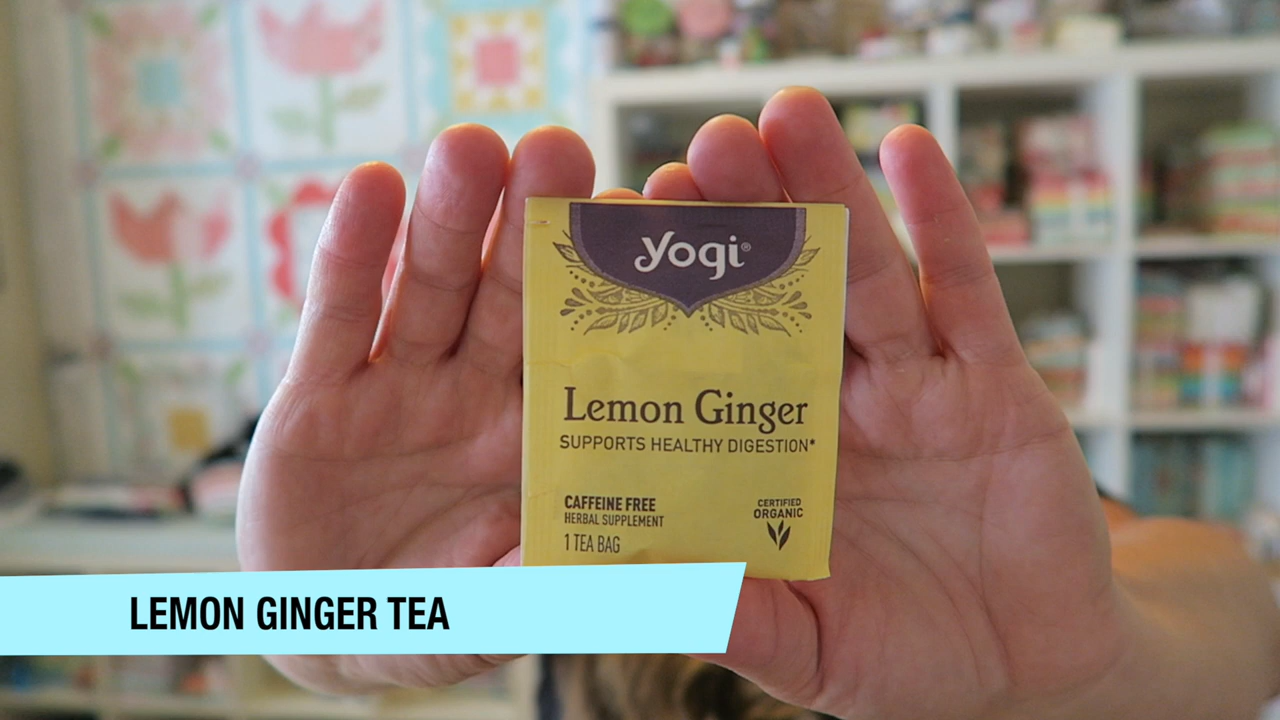 yogi®
Lemon Ginger
SUPPORTS HEALTHY DIGESTION*
CAFFEINE FREE
HERBAL SUPPLEMENT
1 TEA BAG
CERTIFIED
ORGANIC
LEMON GINGER TEA